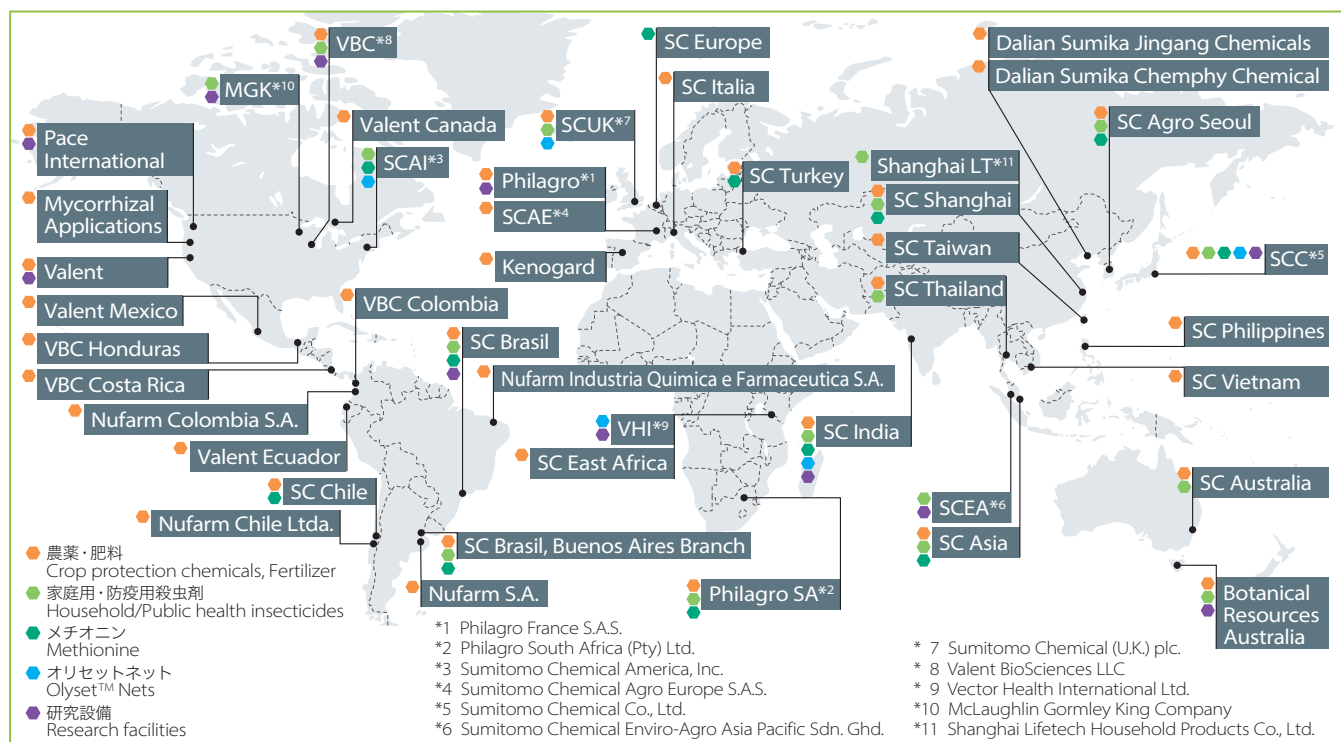 VBC*8
MGK*10
Pace
International
Valent Canada
SCAI*3
Mycorrhizal
Applications
Valent
Valent Mexico
VBC Honduras
VBC Costa Rica
Nufarm Colombia S.A.
Valent Ecuador
VBC Colombia
SC Brasil
SC Chile
Nufarm Chile Ltda.
Nufarm Industria Quimica e Farmaceutica S.A.
SC Brasil, Buenos Aires Branch
Nufarm S.A.
SC Europe
SC Italia
SCUK*7
Philagro*1
SCAE*4
Kenogard
SC Turkey
VHI*9
SC East Africa
Philagro SA*2
SC India
Dalian Sumika Jingang Chemicals
Dalian Sumika Chemphy Chemical
SC Agro Seoul
Shanghai LT*11
SC Shanghai
SC Taiwan
SC Thailand
SCC*5
SC Philippines
SC Vietnam
SCEA*6
SC Asia
SC Australia
Botanical
Resources
Australia
農薬・肥料
Crop protection chemicals, Fertilizer
家庭用・防疫用殺虫剤
Household/Public health insecticides
メチオニン
Methionine
オリセットネット
Olyset™ Nets
研究設備
Research facilities
*1 Philagro France S.A.S.
*2 Philagro South Africa (Pty) Ltd.
*3 Sumitomo Chemical America, Inc.
*4 Sumitomo Chemical Agro Europe S.A.S.
*5 Sumitomo Chemical Co., Ltd.
*6 Sumitomo Chemical Enviro-Agro Asia Pacific Sdn. Ghd.
* 7 Sumitomo Chemical (U.K.) plc.
* 8 Valent BioSciences LLC
* 9 Vector Health International Ltd.
*10 McLaughlin Gormley King Company
*11 Shanghai Lifetech Household Products Co., Ltd.